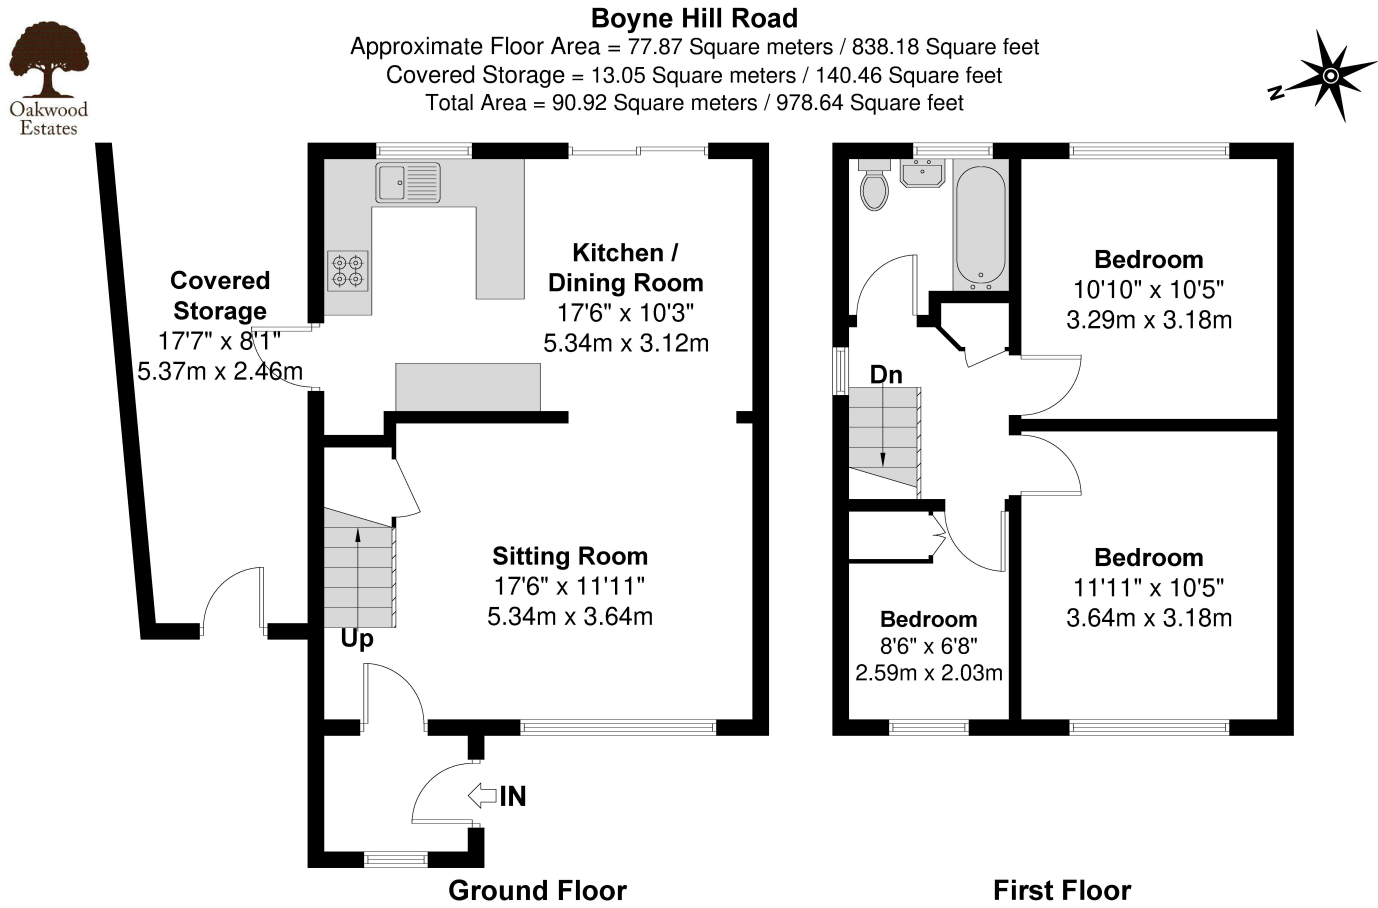 Boyne Hill Road
Approximate Floor Area = 77.87 Square meters / 838.18 Square feet
Covered Storage = 13.05 Square meters / 140.46 Square feet
Total Area = 90.92 Square meters / 978.64 Square feet
Oakwood
Estates
N
Covered
Storage
17'7" x 8'1"
5.37m x 2.46m
Kitchen /
Dining Room
17'6" x 10'3"
5.34m x 3.12m
Sitting Room
17'6" x 11'11"
5.34m x 3.64m
Up
IN
Ground Floor
Bedroom
10'10" x 10'5"
3.29m x 3.18m
Dn
Bedroom
11'11" x 10'5"
3.64m x 3.18m
Bedroom
8'6" x 6'8"
2.59m x 2.03m
First Floor